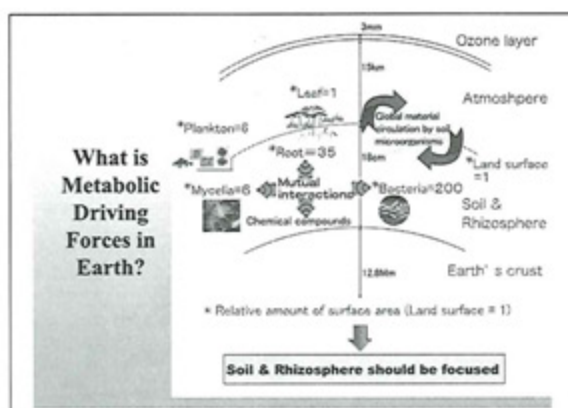 What is
Metabolic
Driving
Forces in
Earth?
3mm
Ozone layer
15km
*Leaf=1
Atmoshpere
*Plankton=6
Global material
circulation by soil
microorganisms
*Root=35
18cm
*Land surface
=1
*Mycelia=6
Mutual
interactions
*Bacteria=200
Soil &
Rhizosphere
Chemical compounds
Earth's crust
* Relative amount of surface area (Land surface = 1)
Soil & Rhizosphere should be focused